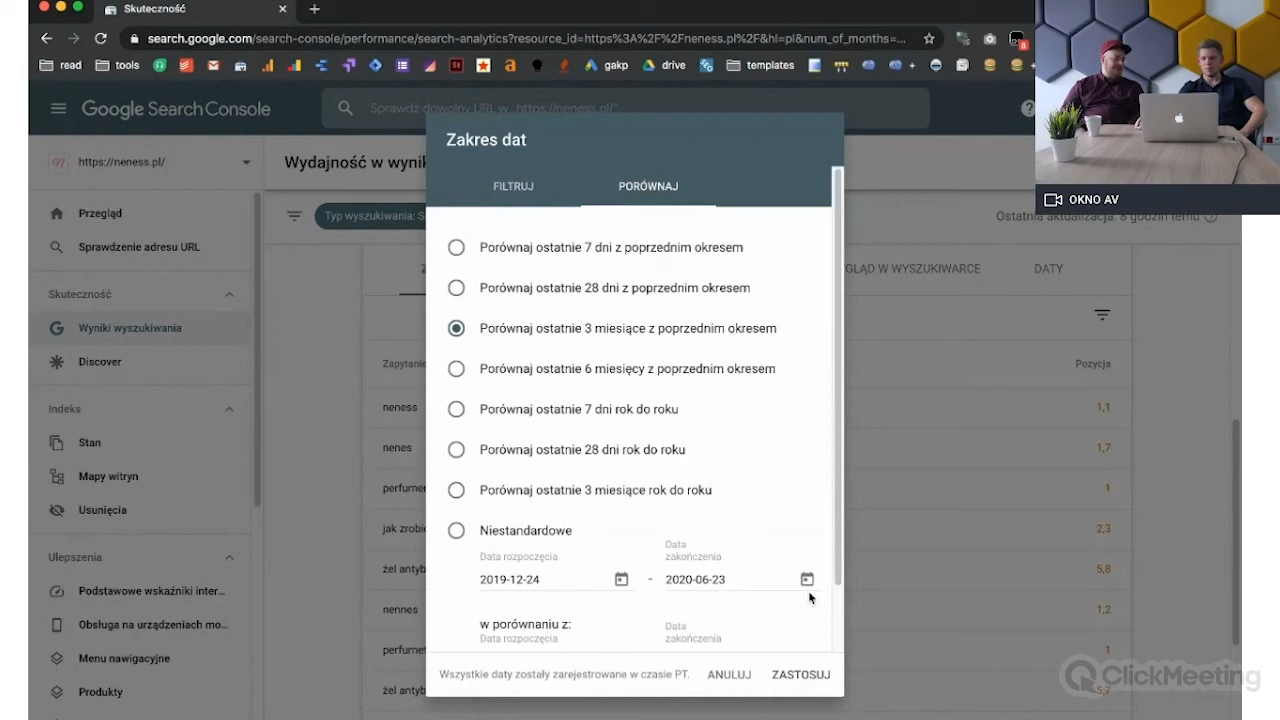 Skuteczność
search.google.com/search-console/performance/search-analytics?resource_id=https%3A%2F%2Fneness.pl%2F&hl=pl&num_of_months=...
8
read
tools
gakp
drive
templates
Google Search Console
Sprawdź dowolny URL w „https://neness.pl/"
https://neness.pl/
Wydajność w wynik
Przegląd
Sprawdzenie adresu URL
Skuteczność
Wyniki wyszukiwania
Discover
Indeks
Stan
Mapy witryn
Usunięcia
Ulepszenia
Podstawowe wskaźniki inter...
Obsługa na urządzeniach mo...
Menu nawigacyjne
Produkty
Typ wyszukiwania: S
Ostatnia aktualizacja: 8 godzin temu
GLĄD W WYSZUKIWARCE
DATY
Zapytanie
Pozycja
neness
1,1
nenes
1,7
perfumer
1
jak zrobić
2,3
żel antyb
5,8
nennes
1,2
perfumet
1
żel antyb
5,7
Zakres dat
FILTRUJ
PORÓWNAJ
Porównaj ostatnie 7 dni z poprzednim okresem
Porównaj ostatnie 28 dni z poprzednim okresem
Porównaj ostatnie 3 miesiące z poprzednim okresem
Porównaj ostatnie 6 miesięcy z poprzednim okresem
Porównaj ostatnie 7 dni rok do roku
Porównaj ostatnie 28 dni rok do roku
Porównaj ostatnie 3 miesiące rok do roku
Niestandardowe
Data rozpoczęcia
Data
zakończenia
2019-12-24
-
2020-06-23
w porównaniu z:
Data rozpoczęcia
Data
zakończenia
Wszystkie daty zostały zarejestrowane w czasie PT.
ANULUJ
ZASTOSUJ
OKNO AV
ClickMeeting